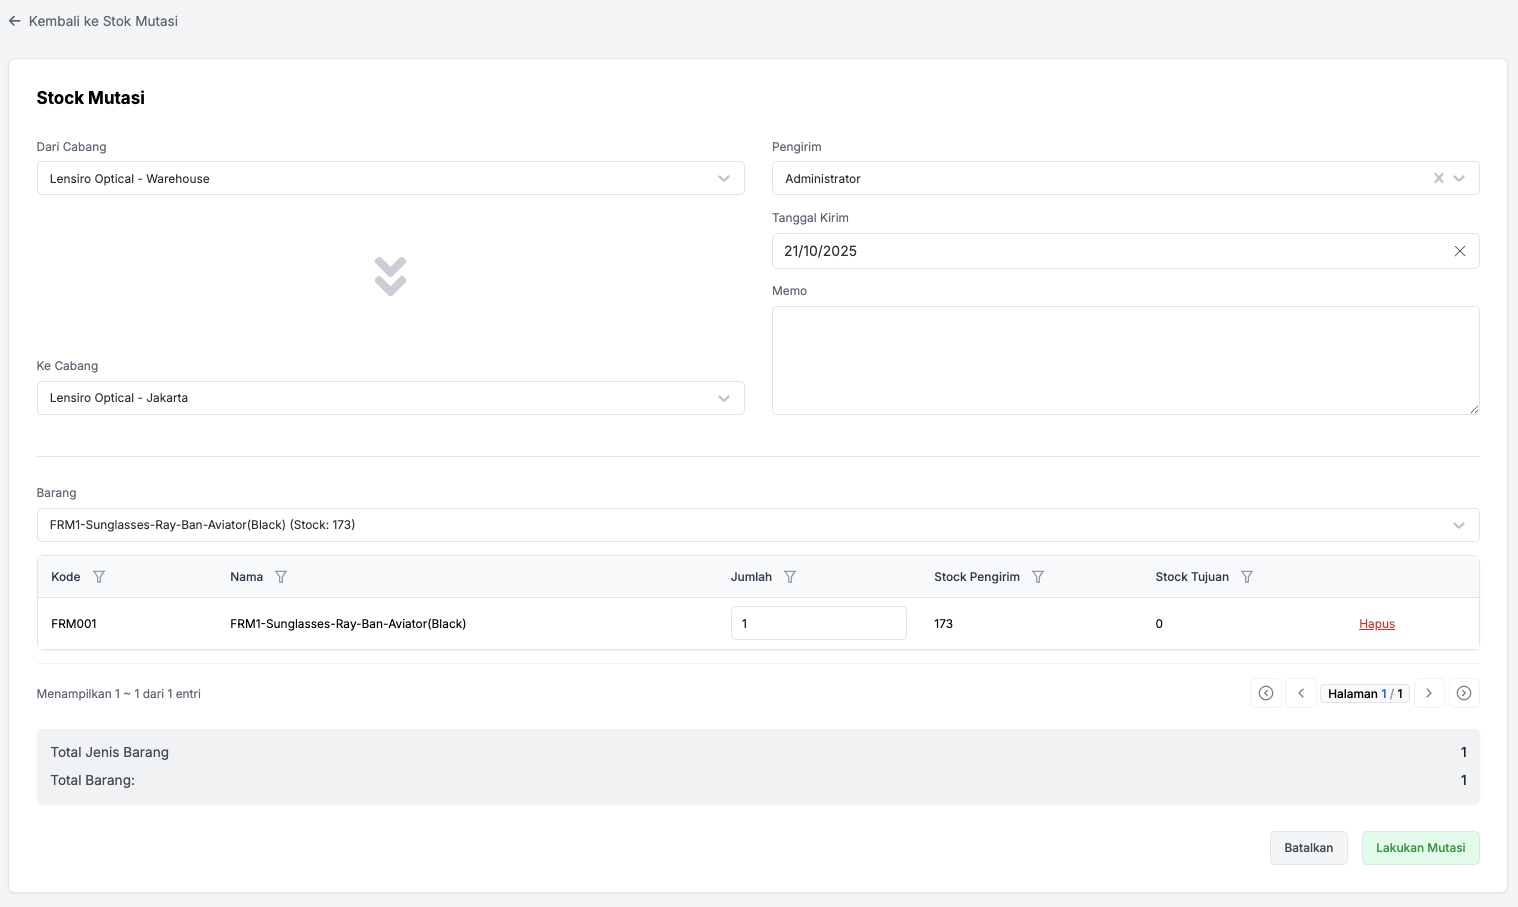 Kembali ke Stok Mutasi
Stock Mutasi
Dari Cabang
Lensiro Optical - Warehouse
Pengirim
Administrator
Tanggal Kirim
21/10/2025
Memo
Ke Cabang
Lensiro Optical - Jakarta
Barang
FRM1-Sunglasses-Ray-Ban-Aviator(Black) (Stock: 173)
Kode Nama Jumlah Stock Pengirim Stock Tujuan
FRM001 FRM1-Sunglasses-Ray-Ban-Aviator(Black) 1 173 0 Hapus
Menampilkan 1 ~ 1 dari 1 entri
Halaman 1 / 1
Total Jenis Barang 1
Total Barang: 1
Batalkan Lakukan Mutasi